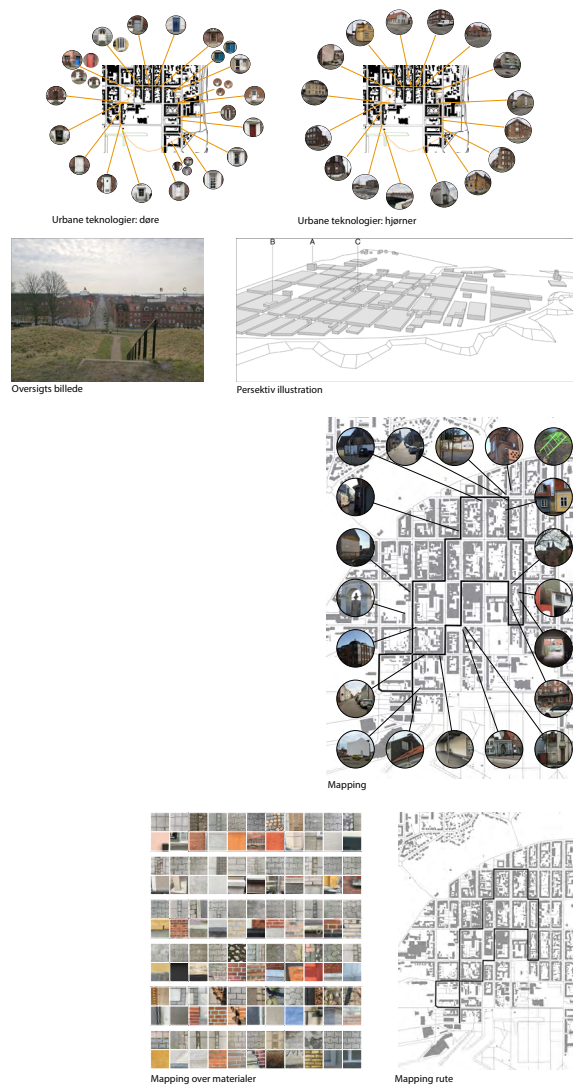 Urbane teknologier: døre
Urbane teknologier: hjørner
A
B
C
B
A
C
Oversigts billede
Persektiv illustration
Mapping
Mapping over materialer
Mapping rute